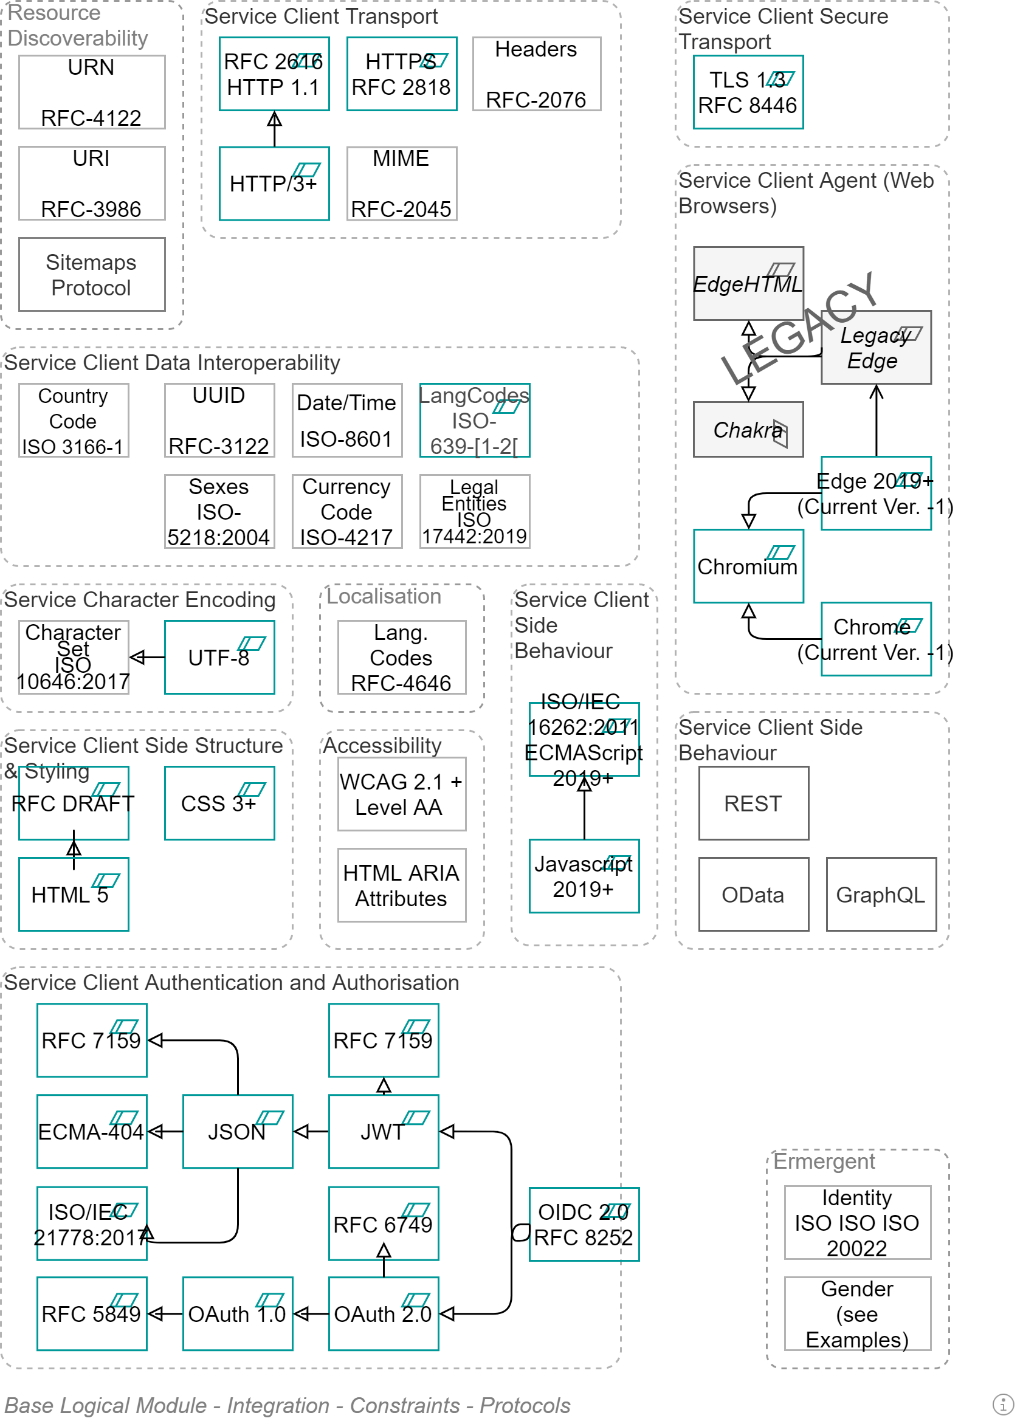 Resource
Discoverability
URN
RFC-4122
URI
RFC-3986
Sitemaps
Protocol
Service Client Transport
RFC 2616
HTTP 1.1
HTTPS
RFC 2818
Headers
RFC-2076
HTTP/3+
MIME
RFC-2045
Service Client Secure
Transport
TLS 1.3
RFC 8446
Service Client Agent (Web
Browsers)
EdgeHTML
LEGACY
Legacy
Edge
Chakra
Edge 2019+
(Current Ver. -1)
Chromium
Chrome
(Current Ver. -1)
Service Client Data Interoperability
Country
Code
ISO 3166-1
UUID
RFC-3122
Date/Time
ISO-8601
LangCodes
ISO-
639-[1-2[
Sexes
ISO-
5218:2004
Currency
Code
ISO-4217
Legal
Entities
ISO
17442:2019
Service Character Encoding
Character
Set
ISO
10646:2017
UTF-8
Localisation
Lang.
Codes
RFC-4646
Service Client
Side
Behaviour
ISO/IEC
16262:2011
ECMAScript
2019+
Javascript
2019+
Service Client Side Structure
& Styling
RFC DRAFT
CSS 3+
HTML 5
Accessibility
WCAG 2.1 +
Level AA
HTML ARIA
Attributes
Service Client Side
Behaviour
REST
OData
GraphQL
Service Client Authentication and Authorisation
RFC 7159
RFC 7159
ECMA-404
JSON
JWT
ISO/IEC
21778:2017
RFC 6749
OIDC 2.0
RFC 8252
RFC 5849
OAuth 1.0
OAuth 2.0
Ermergent
Identity
ISO ISO ISO
20022
Gender
(see
Examples)
Base Logical Module - Integration - Constraints - Protocols